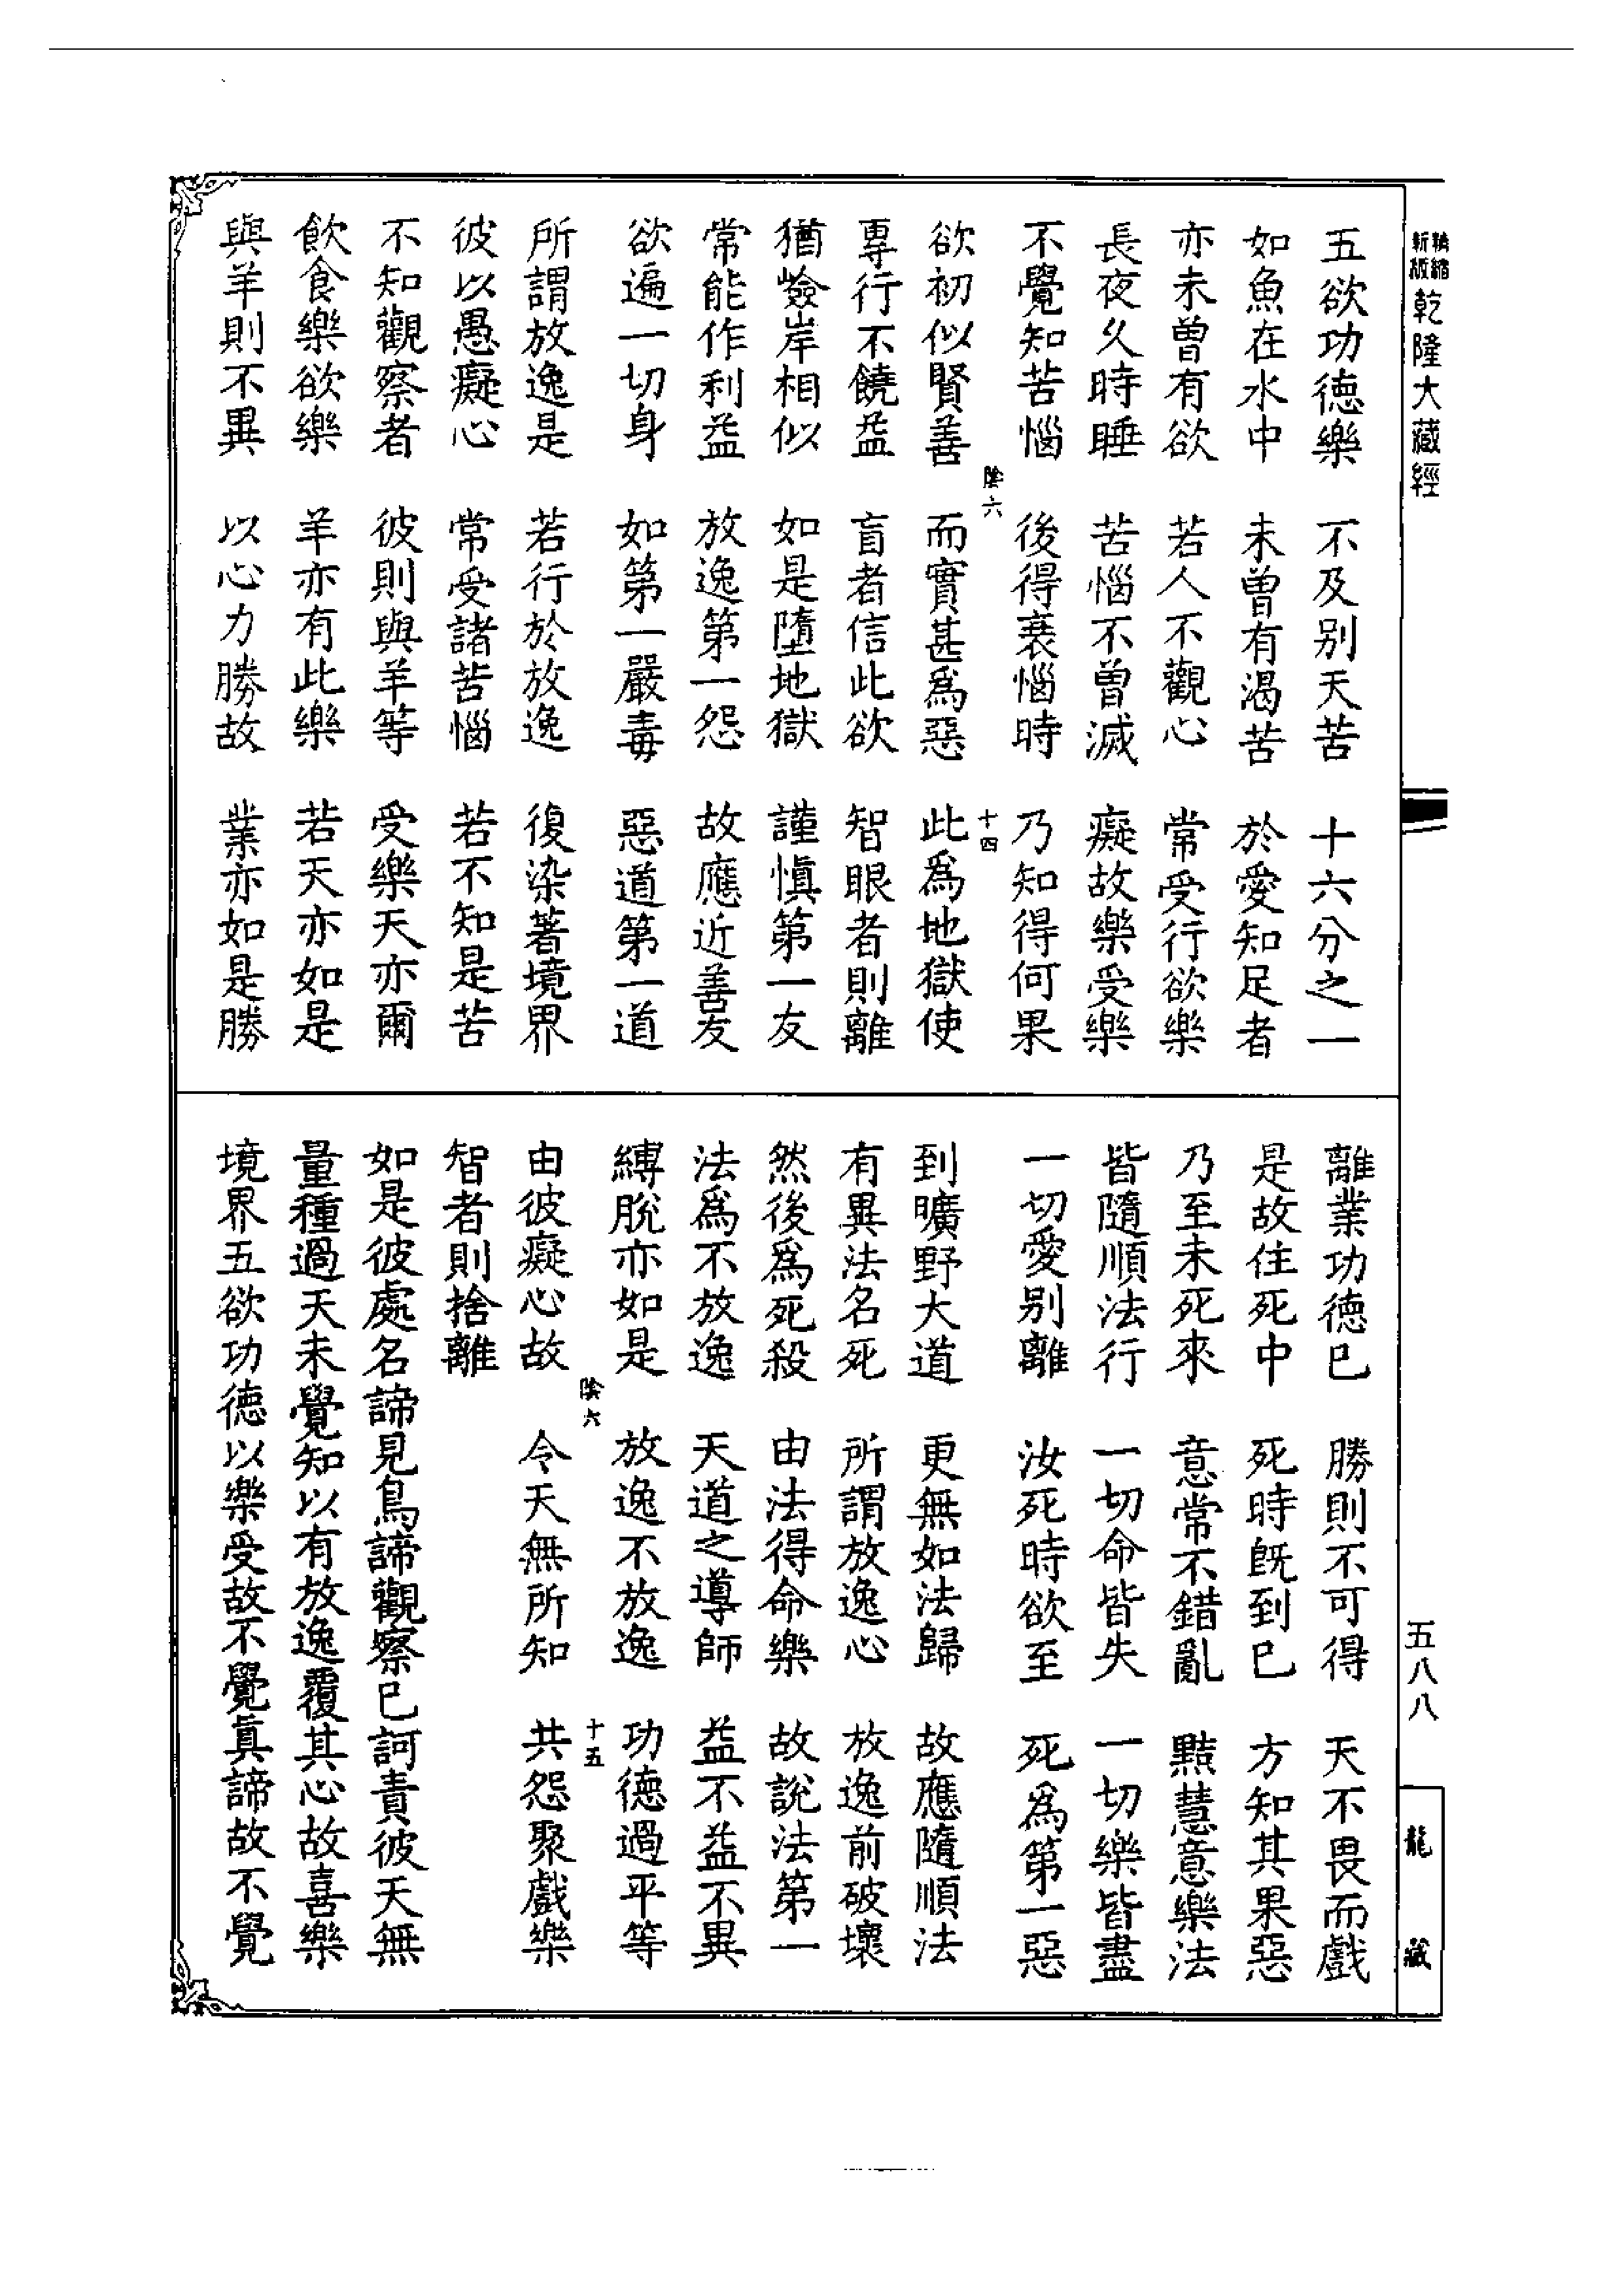 新版精縮乾隆大藏經
五欲功德樂　不及別天苦　十六分之一
如魚在水中　未曾有渴苦　於愛知足者
亦未曾有欲　若人不觀心　常受行欲樂
長夜久時睡　苦惱不曾滅　癡故樂受樂
不覺知苦惱　後得衰惱時　乃知得何果
陰六　十四
欲初似賢善　而實甚爲惡　此爲地獄使
專行不饒益　盲者信此欲　智眼者則離
猶嶮岸相似　如是墮地獄　謹慎第一友
常能作利益　放逸第一怨　故應近善友
欲遍一切身　如第一嚴毒　惡道第一道
所謂放逸是　若行於放逸　復染著境界
彼以愚癡心　常受諸苦惱　若不知是苦
不知觀察者　彼則與羊等　受樂天亦爾
飲食樂欲樂　羊亦有此樂　若天亦如是
與羊則不異　以心力勝故　業亦如是勝
離業功德已　勝則不可得　天不畏而戲
是故住死中　死時旣到已　方知其果惡
乃至未死來　意常不錯亂　黠慧意樂法
皆隨順法行　一切命皆失　一切樂皆盡
一切愛別離　汝死時欲至　死爲第一惡
到曠野大道　更無如法歸　故應隨順法
有異法名死　所謂放逸心　放逸前破壞
然後爲死殺　由法得命樂　故說法第一
法爲不放逸　天道之導師　益不益不異
縛脫亦如是　放逸不放逸　功德過平等
陰六　十五
由彼癡心故　令天無所知　共怨聚戲樂
智者則捨離
如是彼處名諦見鳥諦觀察已訶責彼天無
量種過天未覺知以有放逸覆其心故喜樂
境界五欲功德以樂受故不覺眞諦故不覺
五八八
龍藏